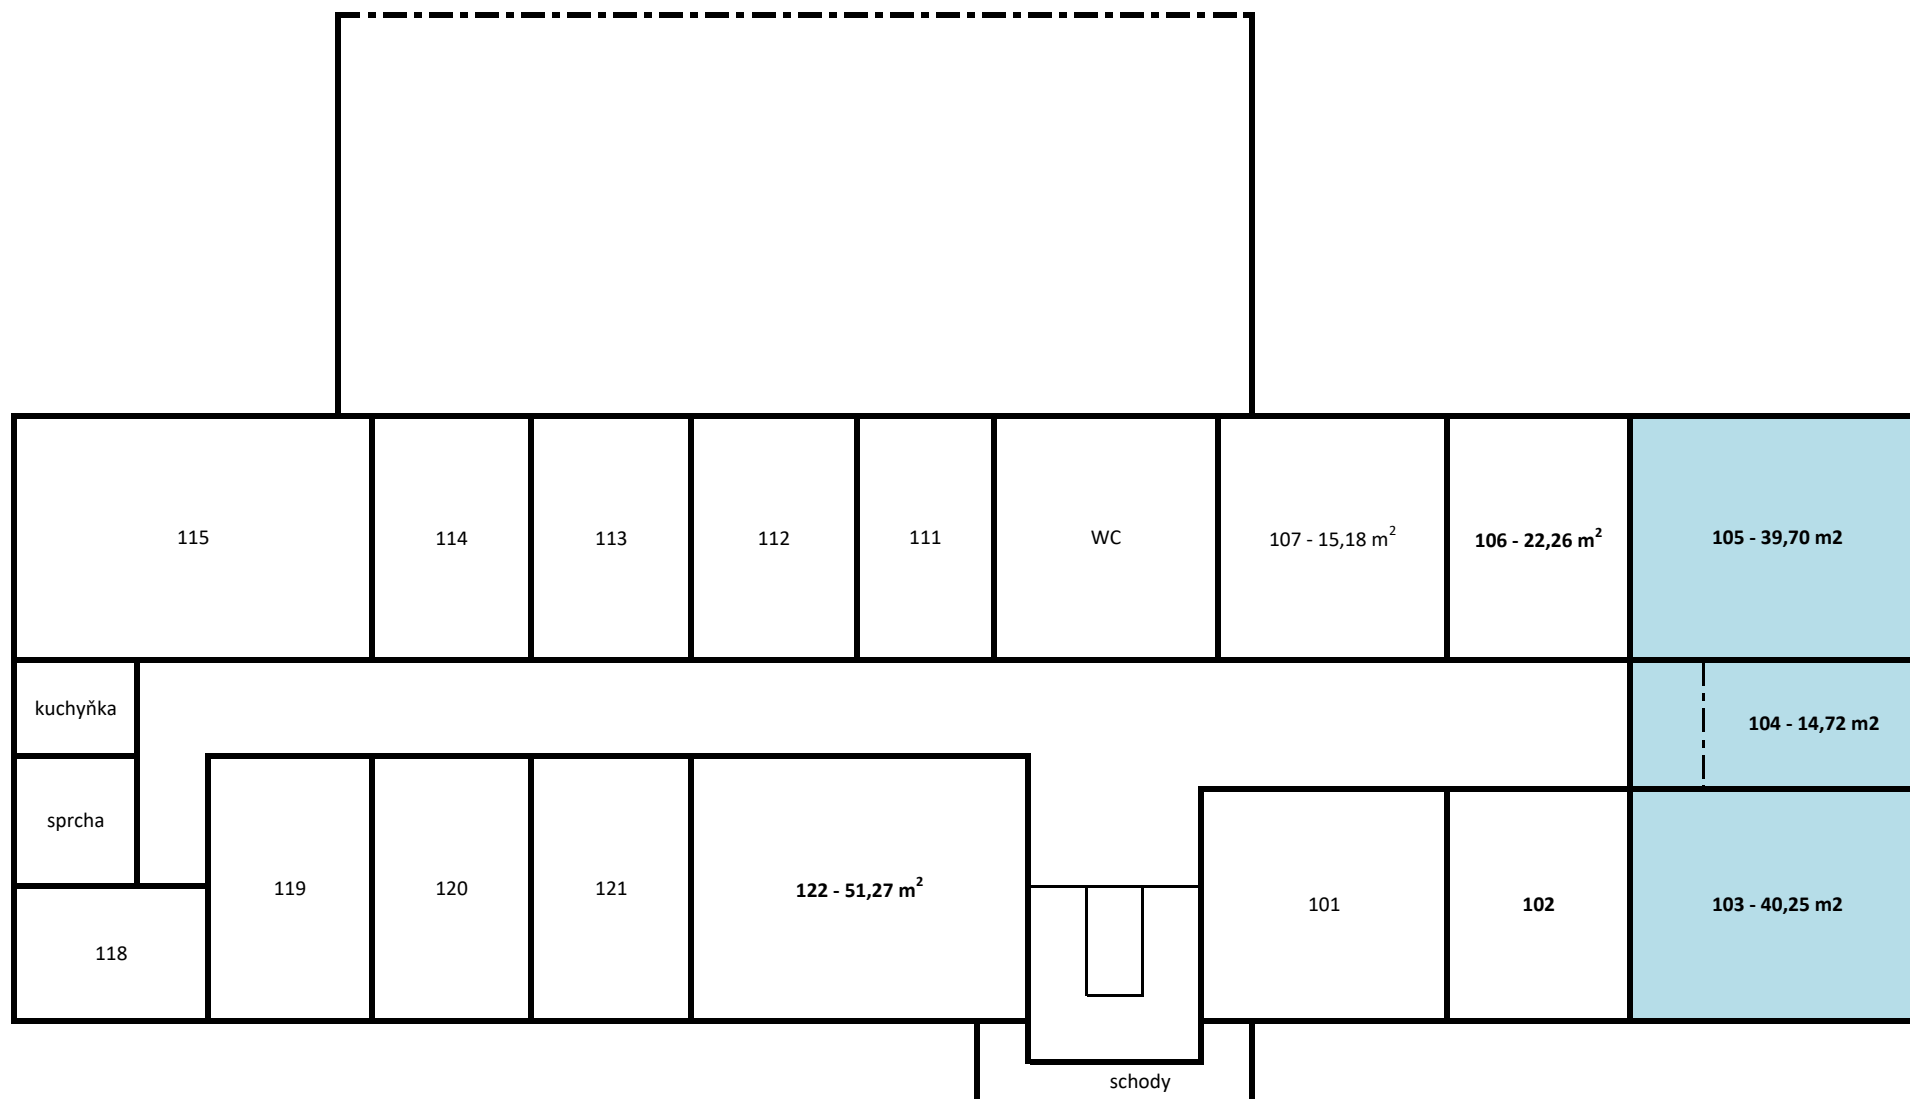 115
114
113
112
111
WC
107 - 15,18 m²
106 - 22,26 m²
105 - 39,70 m2
kuchyňka
104 - 14,72 m2
sprcha
119
120
121
122 - 51,27 m²
101
102
103 - 40,25 m2
118
schody